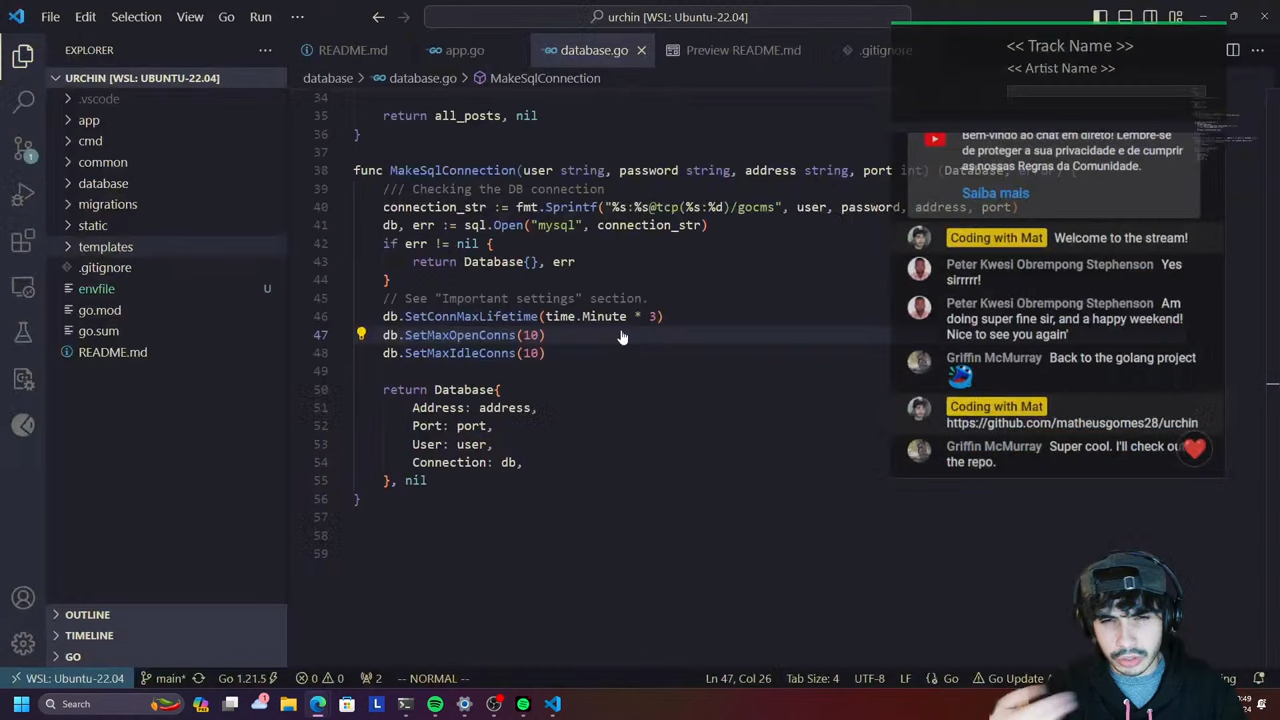 File Edit Selection View Go Run ···
urchin [WSL: Ubuntu-22.04]
EXPLORER
README.md
app.go
database.go
Preview README.md
.gitignore
<< Track Name >>
<< Artist Name >>
URCHIN [WSL: UBUNTU-22.04]
.vscode
app
cmd
common
database
migrations
static
templates
.gitignore
envfile U
go.mod
go.sum
README.md
OUTLINE
TIMELINE
GO
database > database.go > MakeSqlConnection
34
35 return all_posts, nil
36 }
37
38 func MakeSqlConnection(user string, password string, address string, port int) (Database, error) {
39 /// Checking the DB connection
40 connection_str := fmt.Sprintf("%s:%s@tcp(%s:%d)/gocms", user, password, address, port)
41 db, err := sql.Open("mysql", connection_str)
42 if err != nil {
43 return Database{}, err
44 }
45 // See "Important settings" section.
46 db.SetConnMaxLifetime(time.Minute * 3)
47 db.SetMaxOpenConns(10)
48 db.SetMaxIdleConns(10)
49
50 return Database{
51 Address: address,
52 Port: port,
53 User: user,
54 Connection: db,
55 }, nil
56 }
57
58
59
Bem-vindo ao chat em direto! Lembre-se
de proteger a sua privacidade e de cumprir
as nossas Regras da Comunidade.
Saiba mais
Coding with Mat Welcome to the stream!
Peter Kwesi Obrempong Stephenson Yes
sirrrrr!
Peter Kwesi Obrempong Stephenson Am
doing super fine sir, and a happy weekend!
Nice to see you again'
Griffin McMurray Back to the golang project
Coding with Mat
https://github.com/matheusgomes28/urchin
Griffin McMurray Super cool. I'll check out
the repo.
WSL: Ubuntu-22.04 main* Go 1.21.5 0 0 2 -- NORMAL -- Ln 47, Col 26 Tab Size: 4 UTF-8 LF Go Go Update
Search